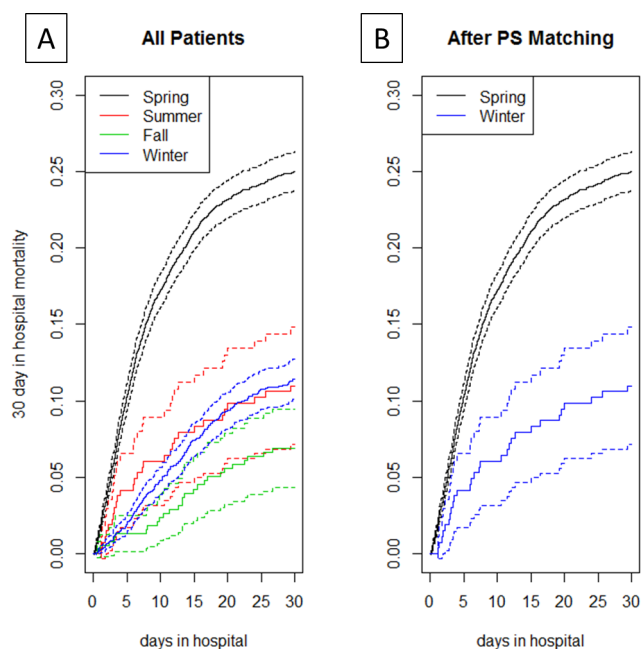 A
All Patients
B
After PS Matching
Spring
Summer
Fall
Winter
Spring
Winter
30 day in hospital mortality
0.30
0.25
0.20
0.15
0.10
0.05
0.00
0.30
0.25
0.20
0.15
0.10
0.05
0.00
0 5 10 15 20 25 30
0 5 10 15 20 25 30
days in hospital
days in hospital